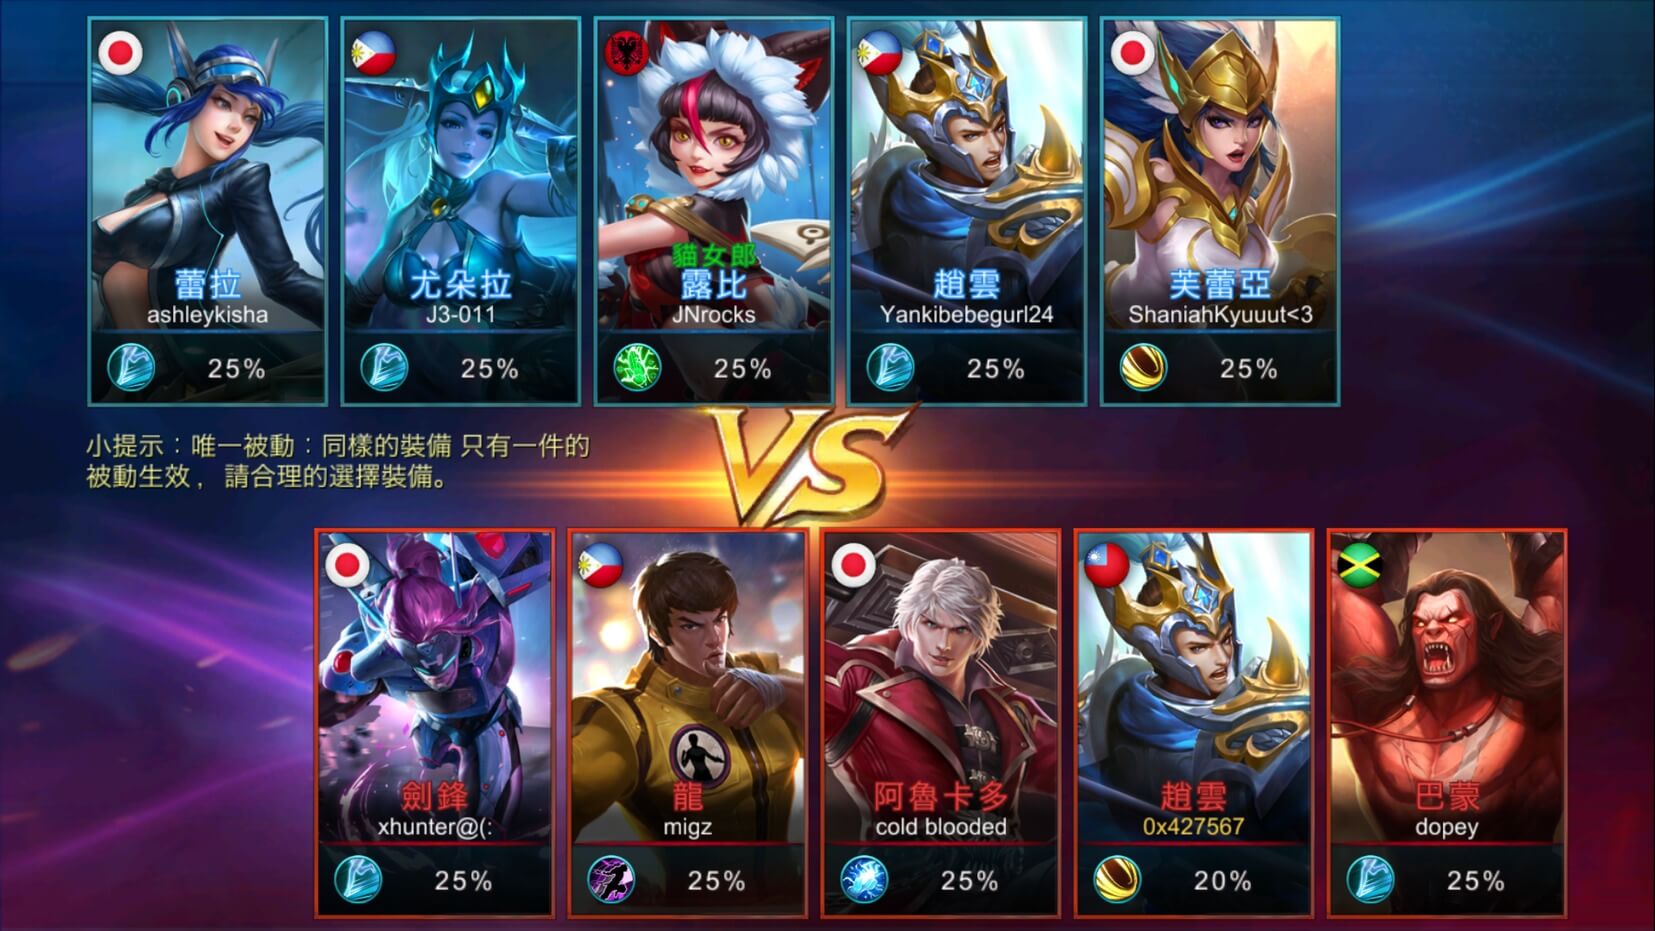 蕾拉
ashleykisha
25%
尤朵拉
J3-011
25%
貓女郎
露比
JNrocks
25%
趙雲
Yankibebegurl24
25%
芙蕾亞
ShaniahKyuuut<3
25%
小提示：唯一被動：同樣的裝備 只有一件的
被動生效，請合理的選擇裝備。
VS
劍鋒
xhunter@(:
25%
龍
migz
25%
阿魯卡多
cold blooded
25%
趙雲
0x427567
20%
巴蒙
dopey
25%